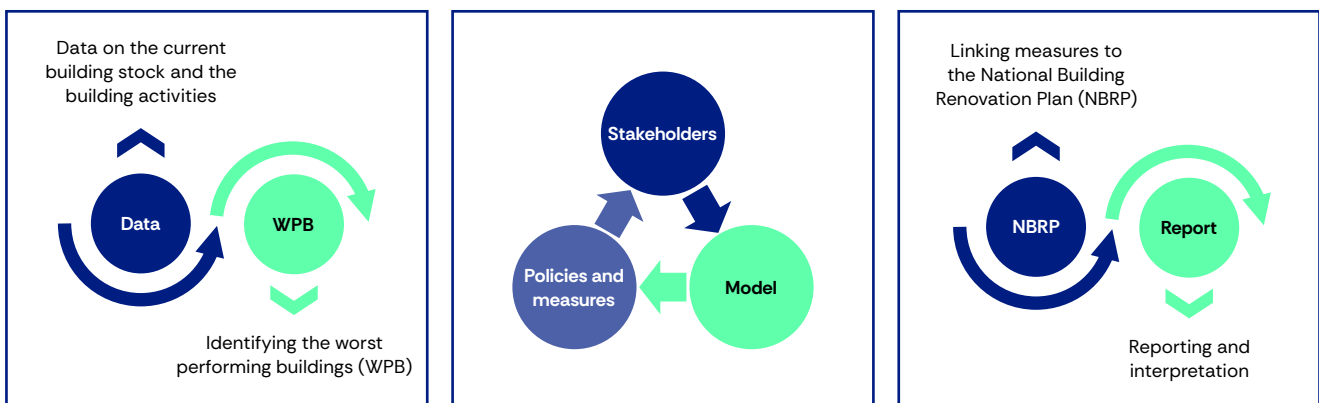 Data on the current
building stock and the
building activities
Data
WPB
Identifying the worst
performing buildings (WPB)
Stakeholders
Policies and
measures
Model
Linking measures to
the National Building
Renovation Plan (NBRP)
NBRP
Report
Reporting and
interpretation